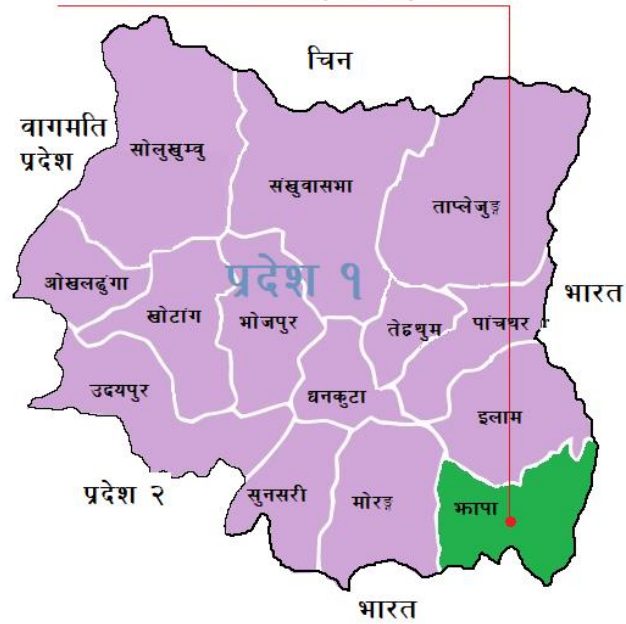 चिन
वागमति
प्रदेश
सोलुखुम्वु
संखुवासभा
ताप्लेजुङ्ग
प्रदेश १
ओखलढुंगा
खोटांग
भोजपुर
तेह्रथुम
पांचथर
भारत
उदयपुर
धनकुटा
इलाम
प्रदेश २
सुनसरी
मोरङ्ग
झापा
भारत